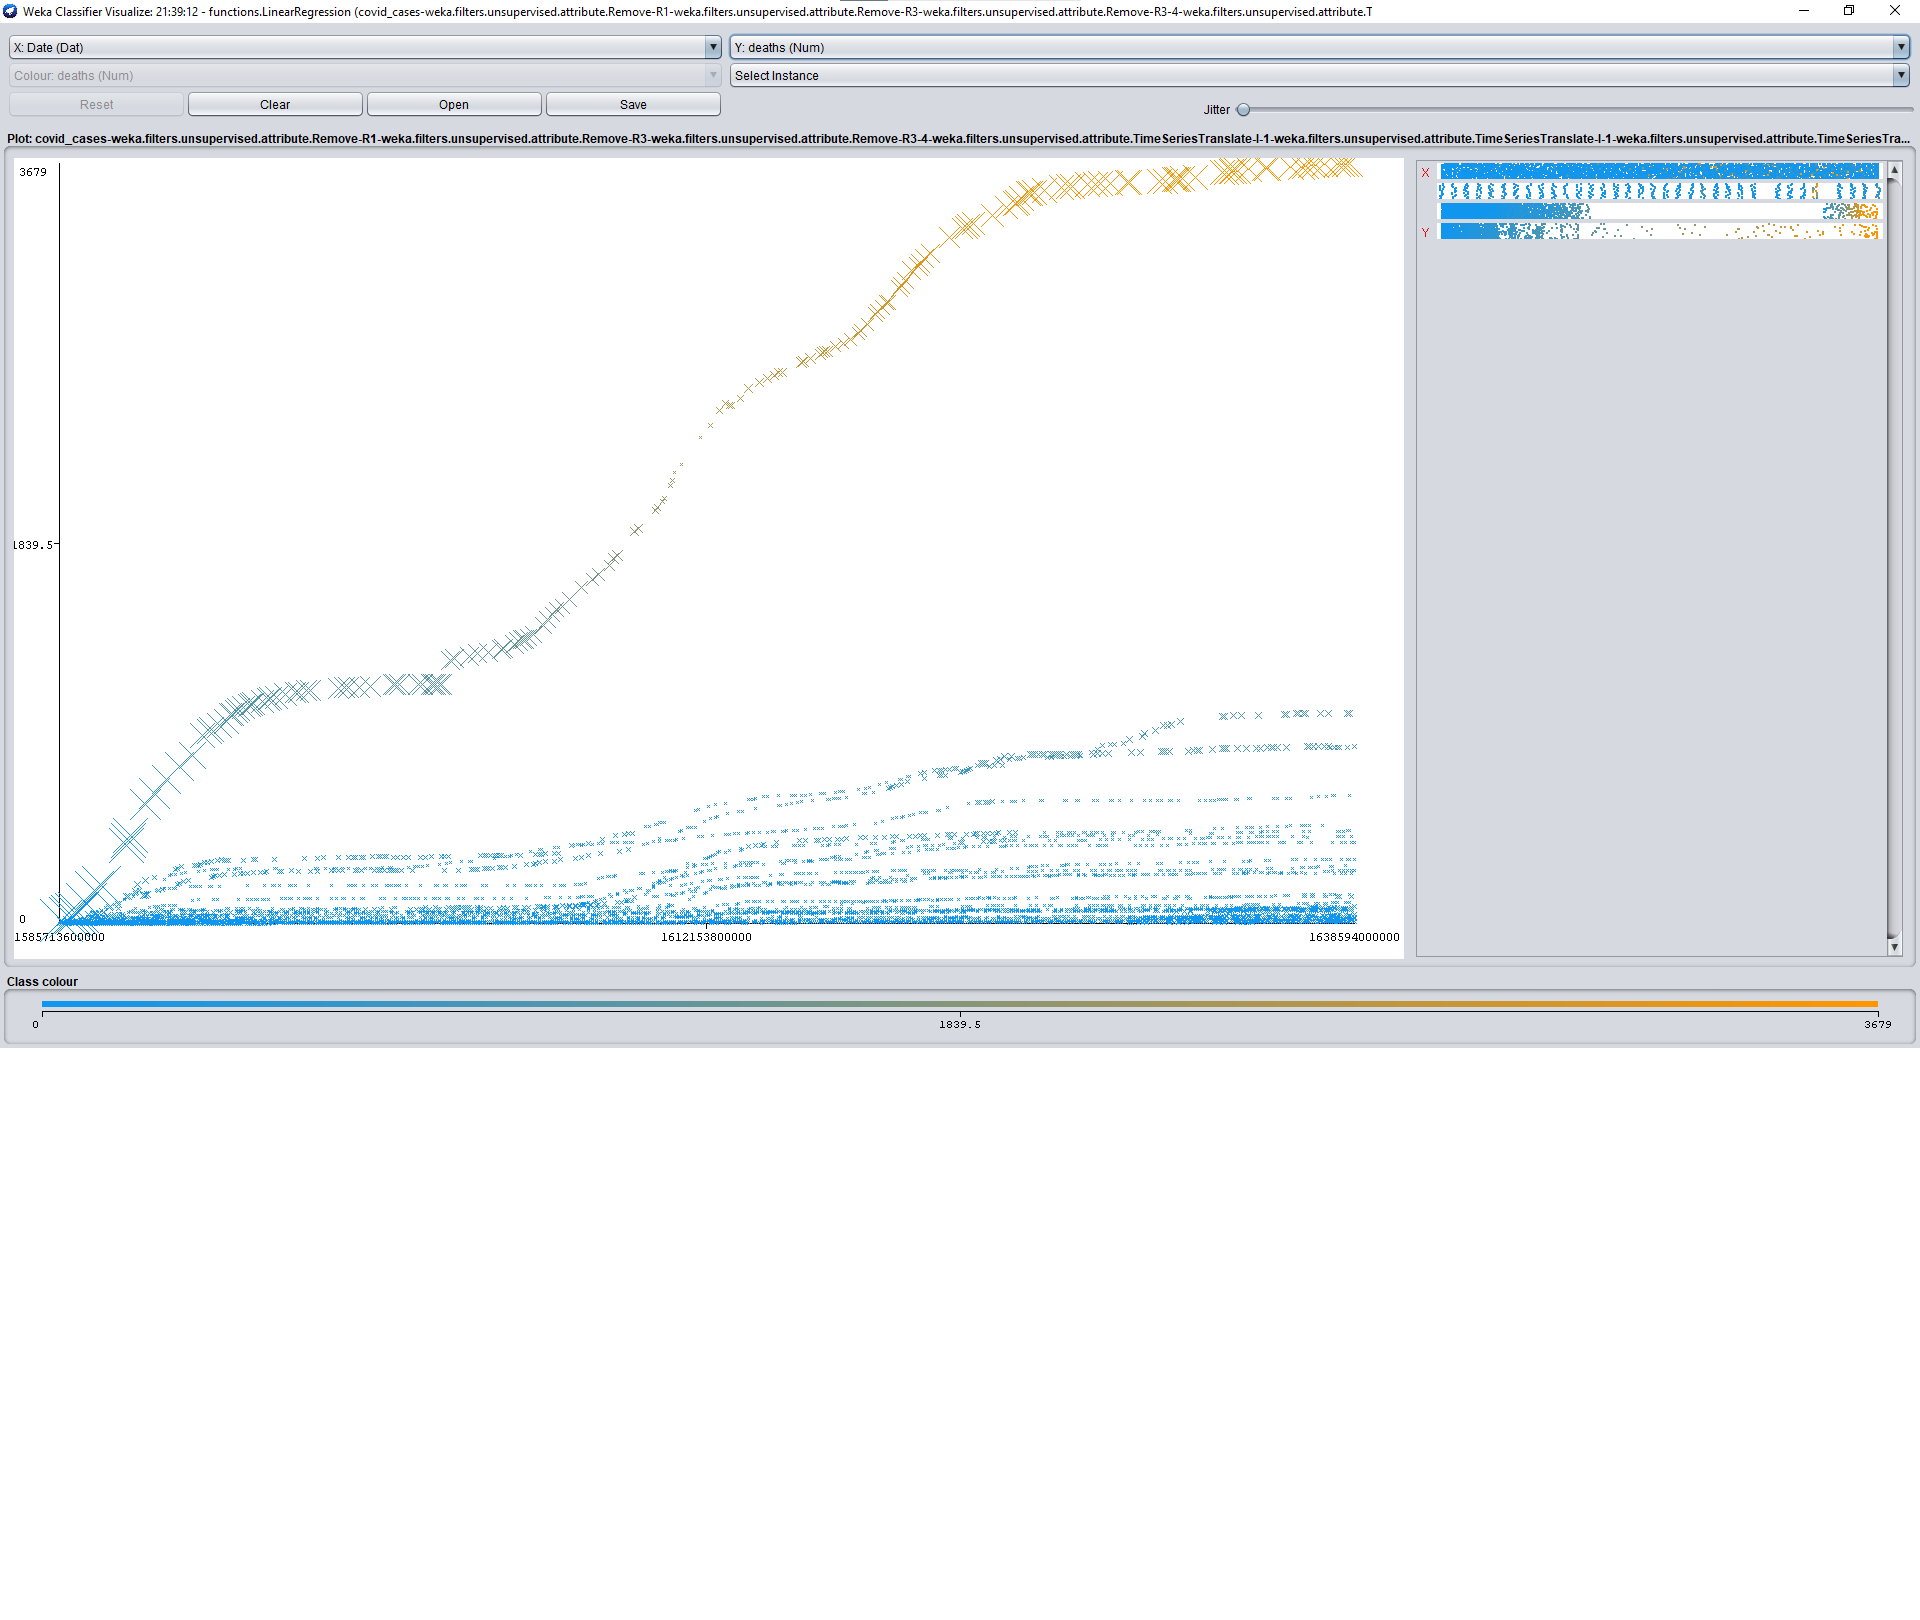 Weka Classifier Visualize: 21:39:12 - functions.LinearRegression (covid_cases-weka.filters.unsupervised.attribute.Remove-R1-weka.filters.unsupervised.attribute.Remove-R3-weka.filters.unsupervised.attribute.Remove-R3-4-weka.filters.unsupervised.attribute.T
X: Date (Dat) Y: deaths (Num)
Colour: deaths (Num) Select Instance
Reset Clear Open Save Jitter
Plot: covid_cases-weka.filters.unsupervised.attribute.Remove-R1-weka.filters.unsupervised.attribute.Remove-R3-weka.filters.unsupervised.attribute.Remove-R3-4-weka.filters.unsupervised.attribute.TimeSeriesTranslate-I-1-weka.filters.unsupervised.attribute.TimeSeriesTranslate-I-1-weka.filters.unsupervised.attribute.TimeSeriesTra...
3679
X
Y
1839.5
0
1585713600000 1612153800000 1638594000000
Class colour
0 1839.5 3679